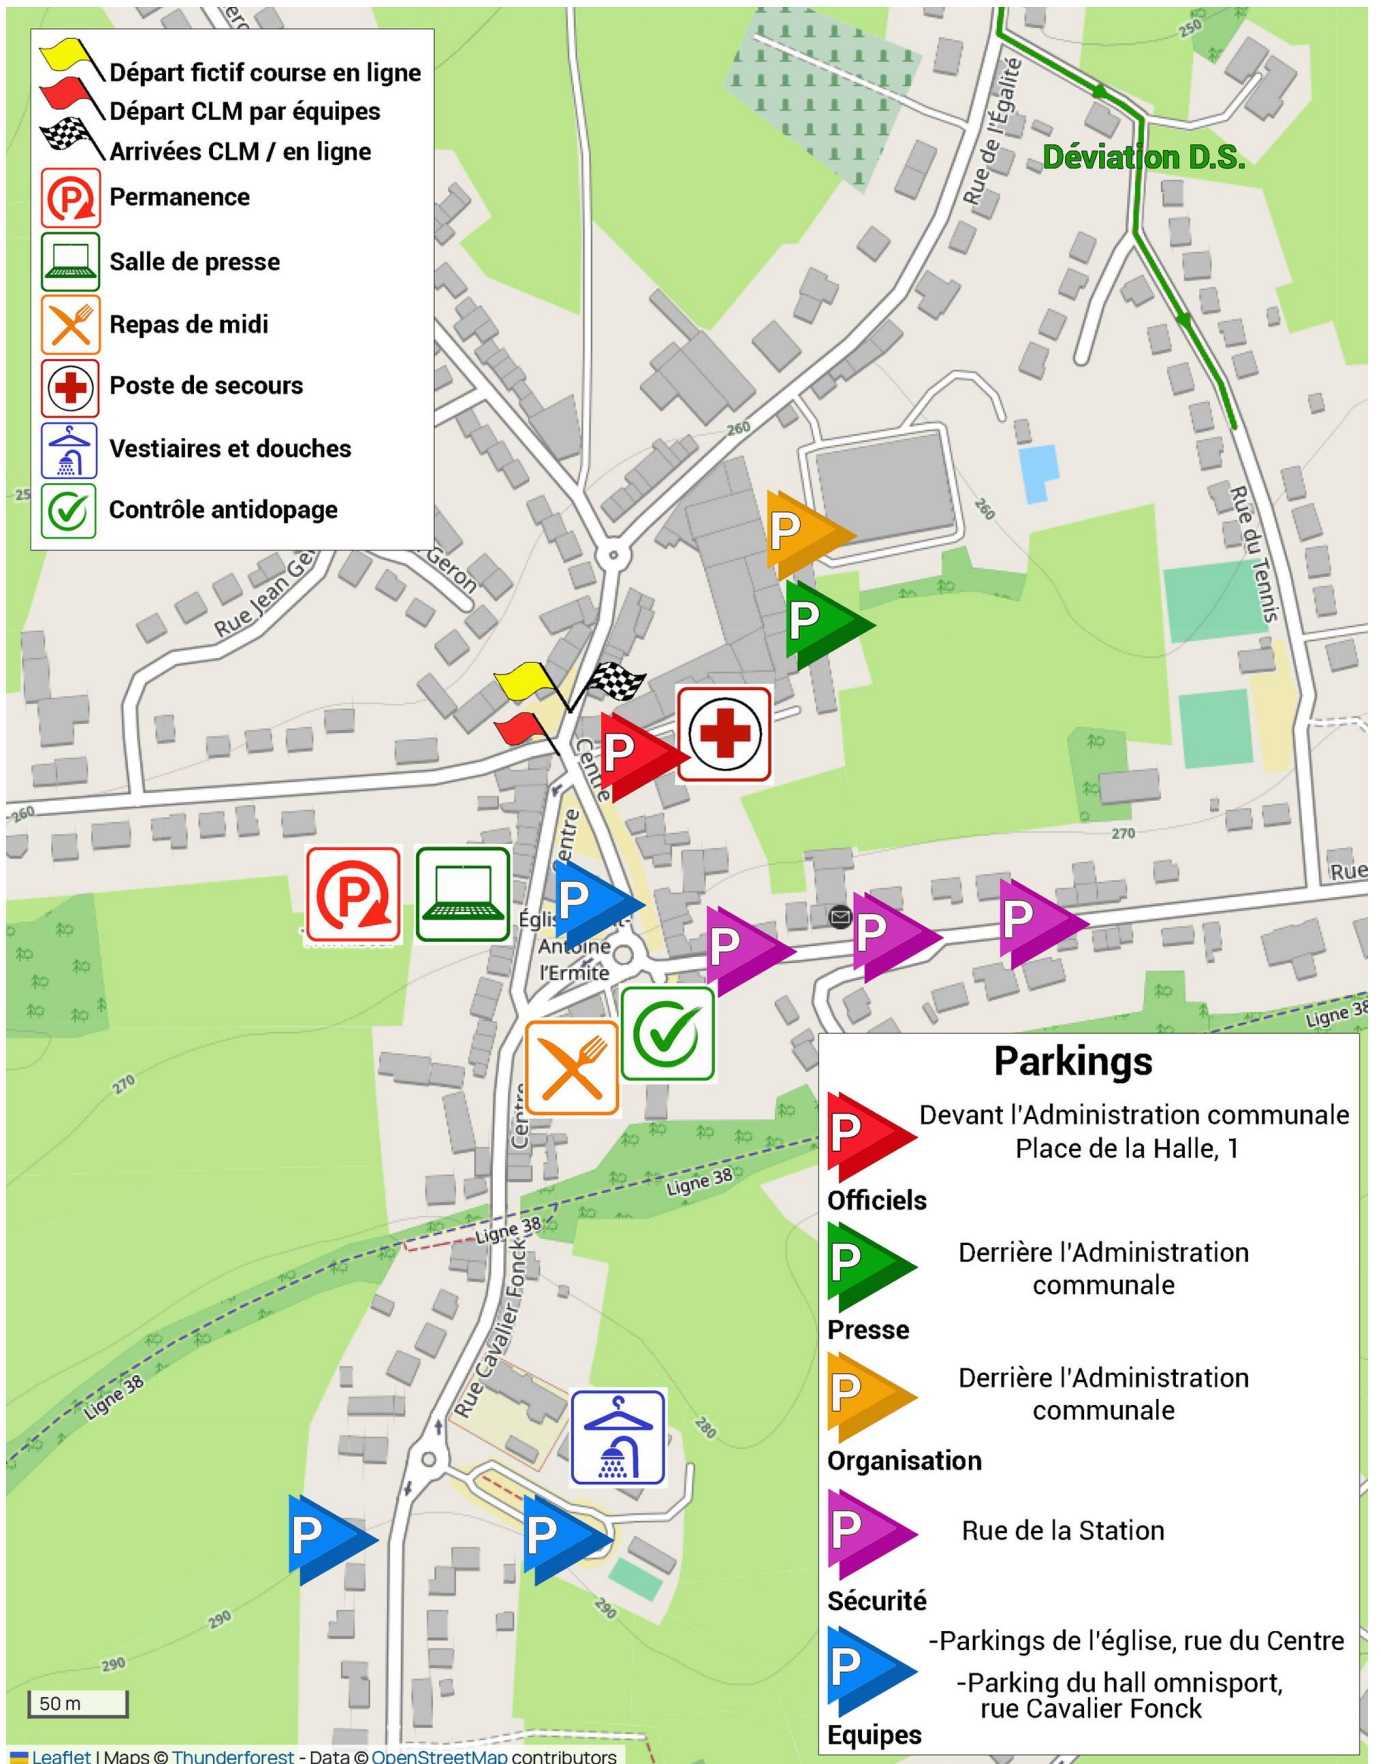 Départ fictif course en ligne
Départ CLM par équipes
Arrivées CLM / en ligne
Permanence
Salle de presse
Repas de midi
Poste de secours
Vestiaires et douches
Contrôle antidopage
250
Rue de l'Égalité
Déviation D.S.
260
260
Geron
Rue Jean Ger
Rue du Tennis
Centre
260
270
Rue
P
P
P
P
P
P
P
P
Antoine
l'Ermite
Centre
270
Ligne 38
Ligne 38
Ligne 38
Ligne 38
Rue Cavalier Fonck
280
P
P
290
290
290
50 m
Parkings
P
Devant l'Administration communale
Place de la Halle, 1
Officiels
P
Derrière l'Administration
communale
Presse
P
Derrière l'Administration
communale
Organisation
P
Rue de la Station
Sécurité
P
-Parkings de l'église, rue du Centre
-Parking du hall omnisport,
rue Cavalier Fonck
Equipes
Leaflet | Maps © Thunderforest - Data © OpenStreetMap contributors